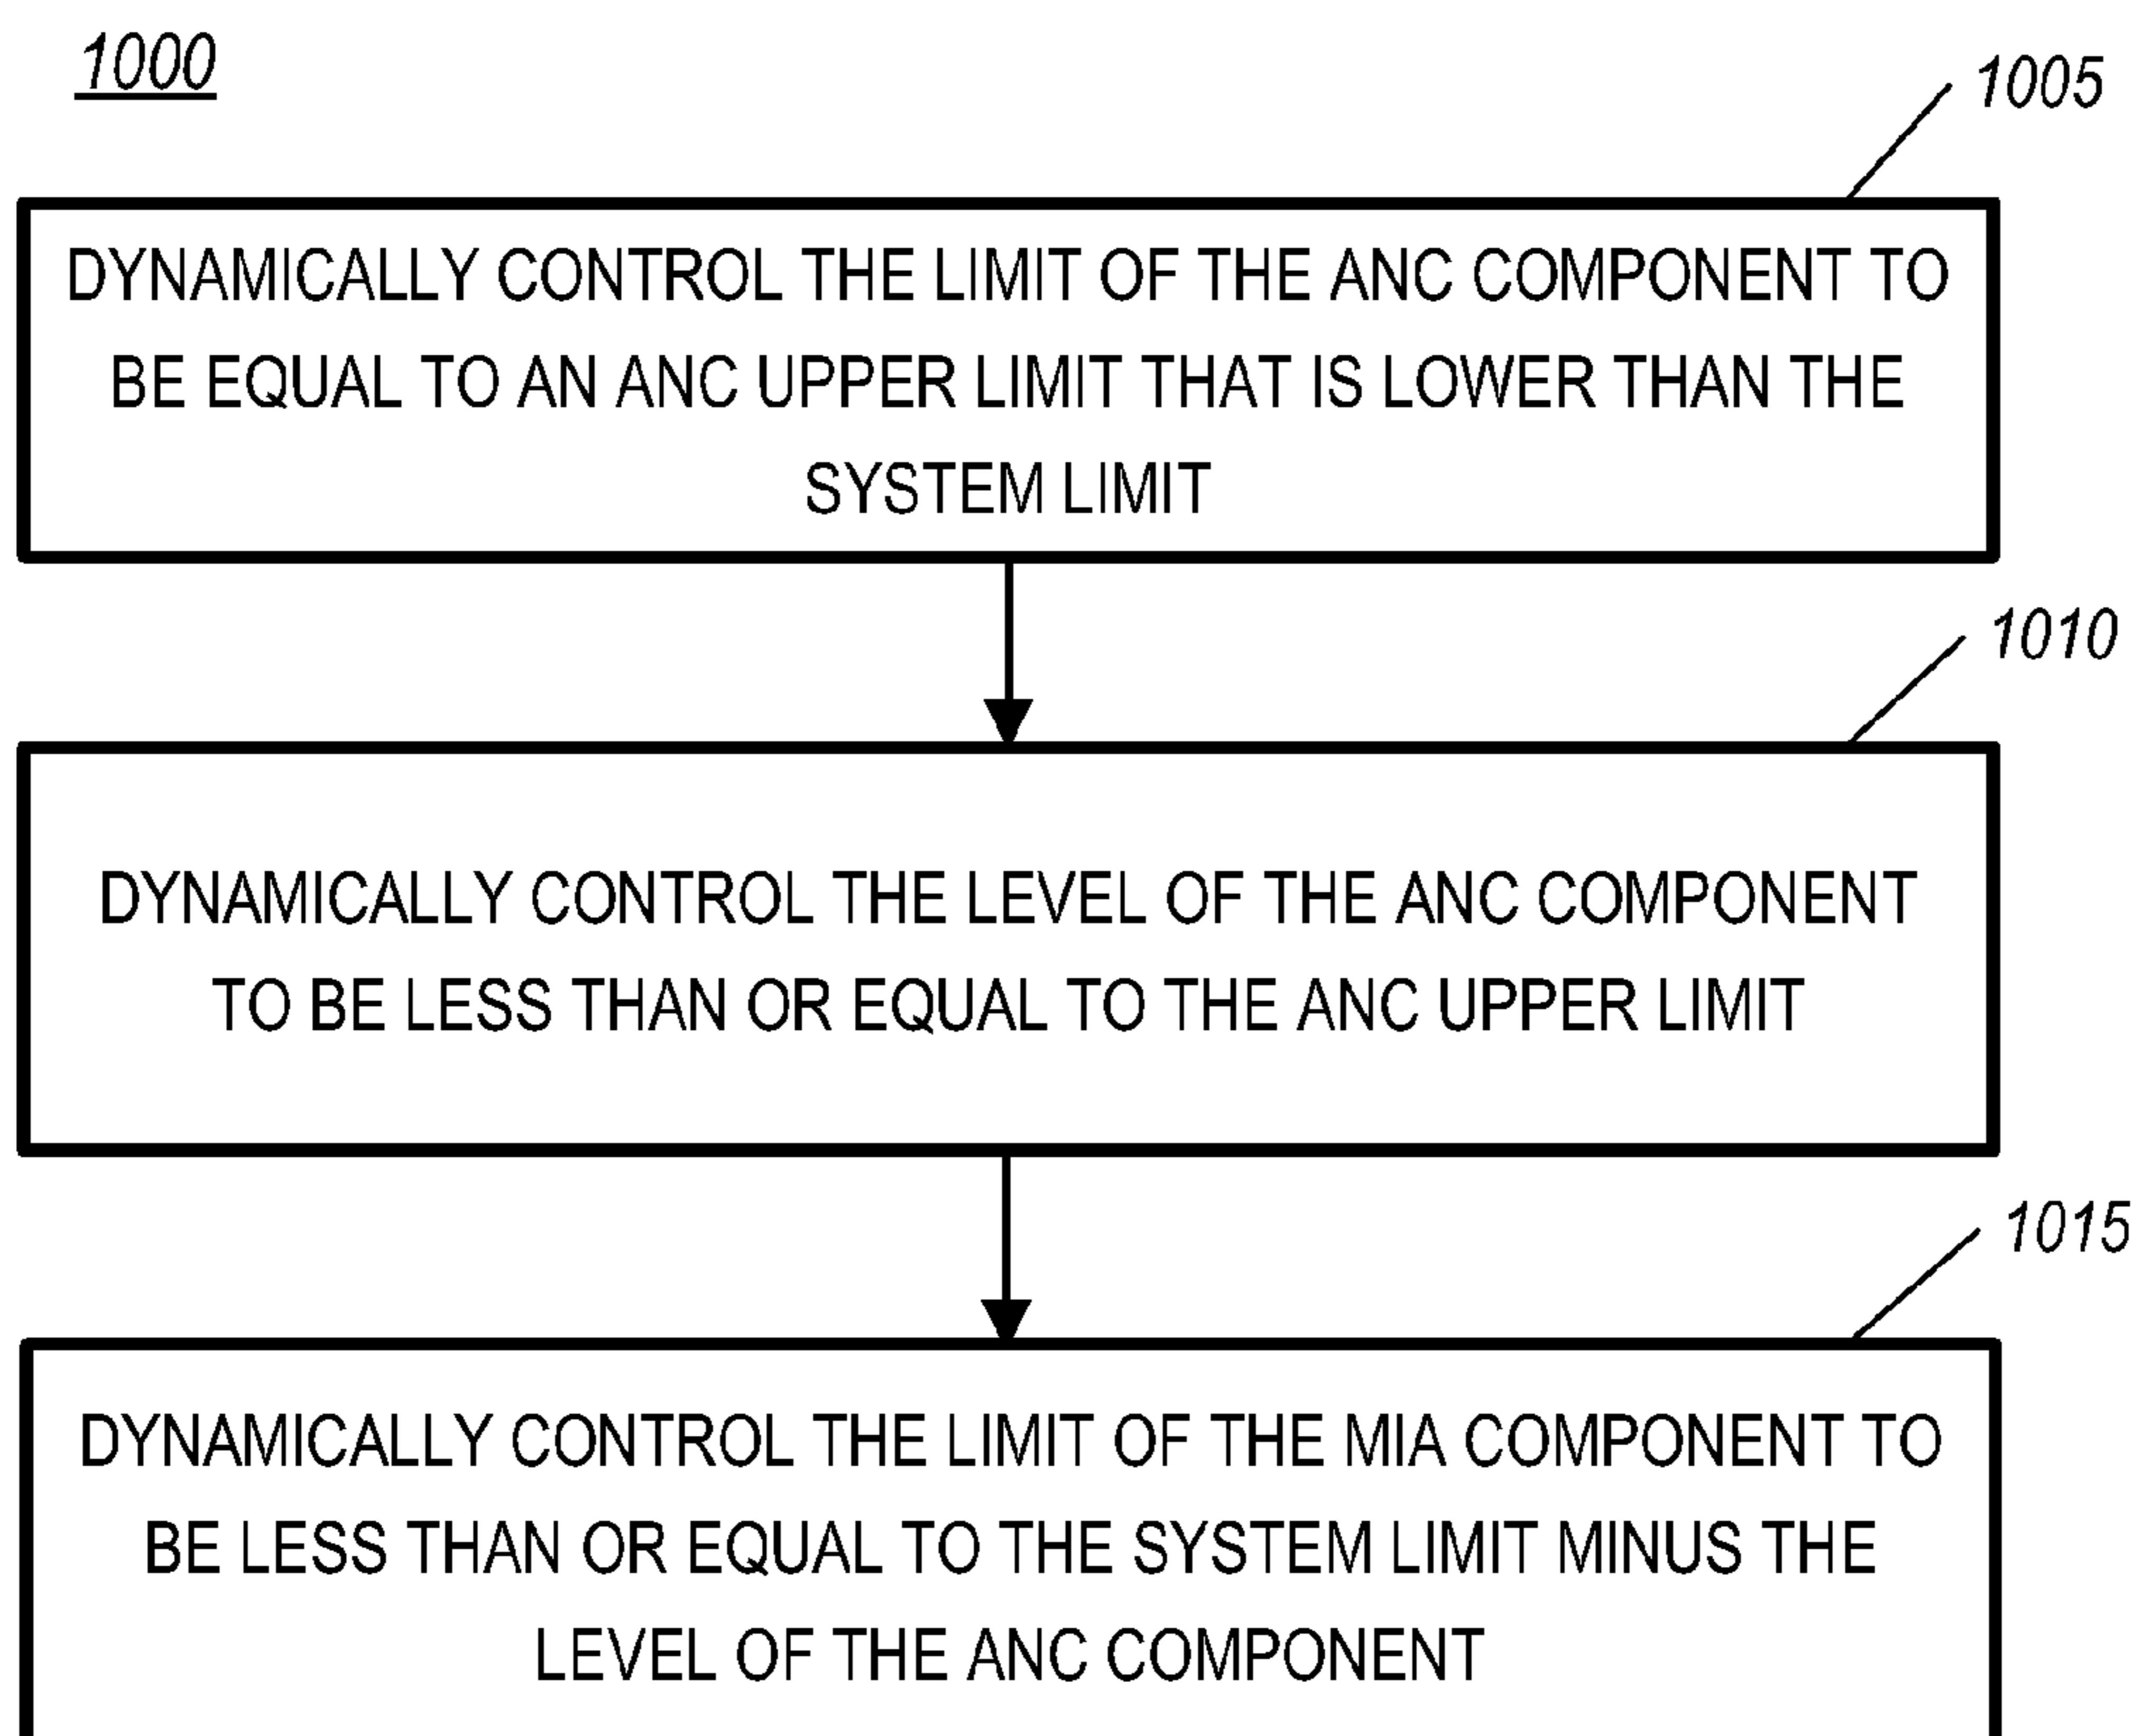 1000
1005
DYNAMICALLY CONTROL THE LIMIT OF THE ANC COMPONENT TO
BE EQUAL TO AN ANC UPPER LIMIT THAT IS LOWER THAN THE
SYSTEM LIMIT
1010
DYNAMICALLY CONTROL THE LEVEL OF THE ANC COMPONENT
TO BE LESS THAN OR EQUAL TO THE ANC UPPER LIMIT
1015
DYNAMICALLY CONTROL THE LIMIT OF THE MIA COMPONENT TO
BE LESS THAN OR EQUAL TO THE SYSTEM LIMIT MINUS THE
LEVEL OF THE ANC COMPONENT